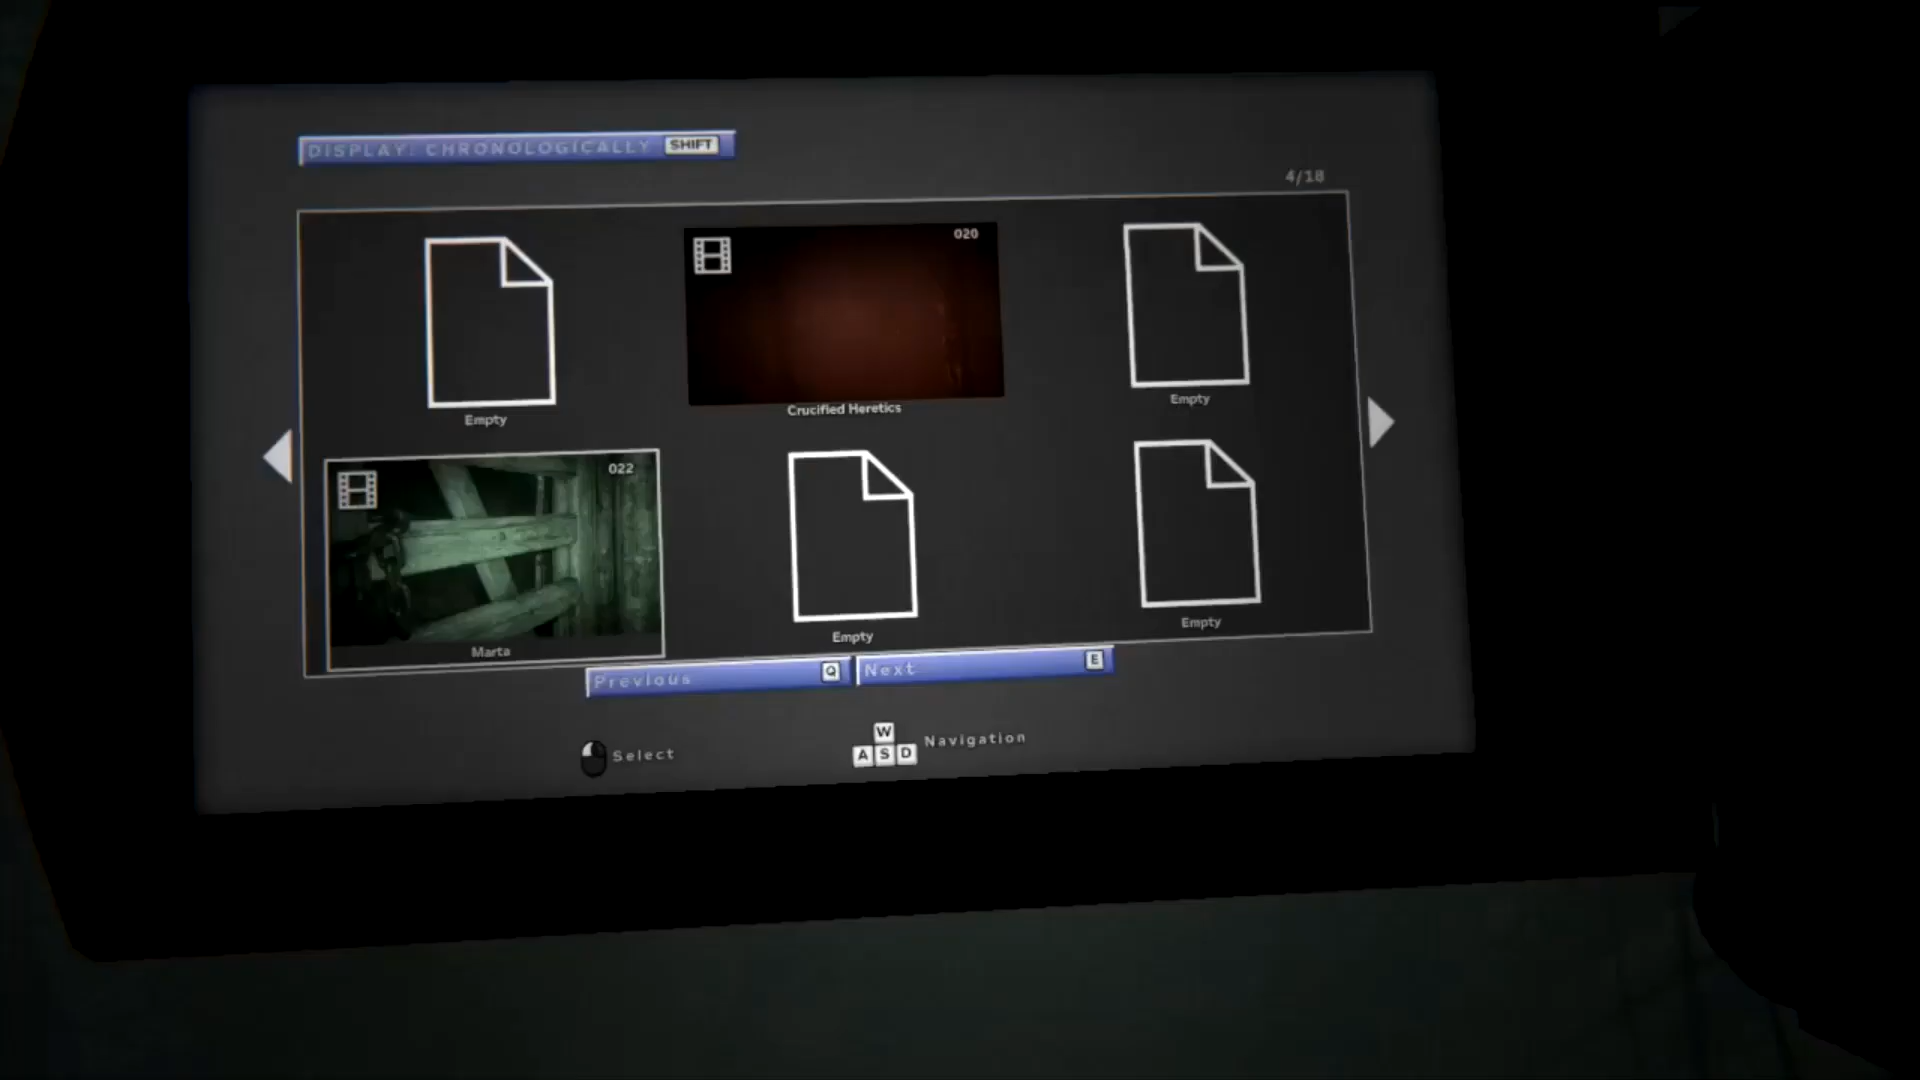 DISPLAY: CHRONOLOGICALLY SHIFT
4/18
020
Empty
Crucified Heretics
Empty
022
Marta
Empty
Empty
Previous Q
Next E
Select
W
A S D
Navigation